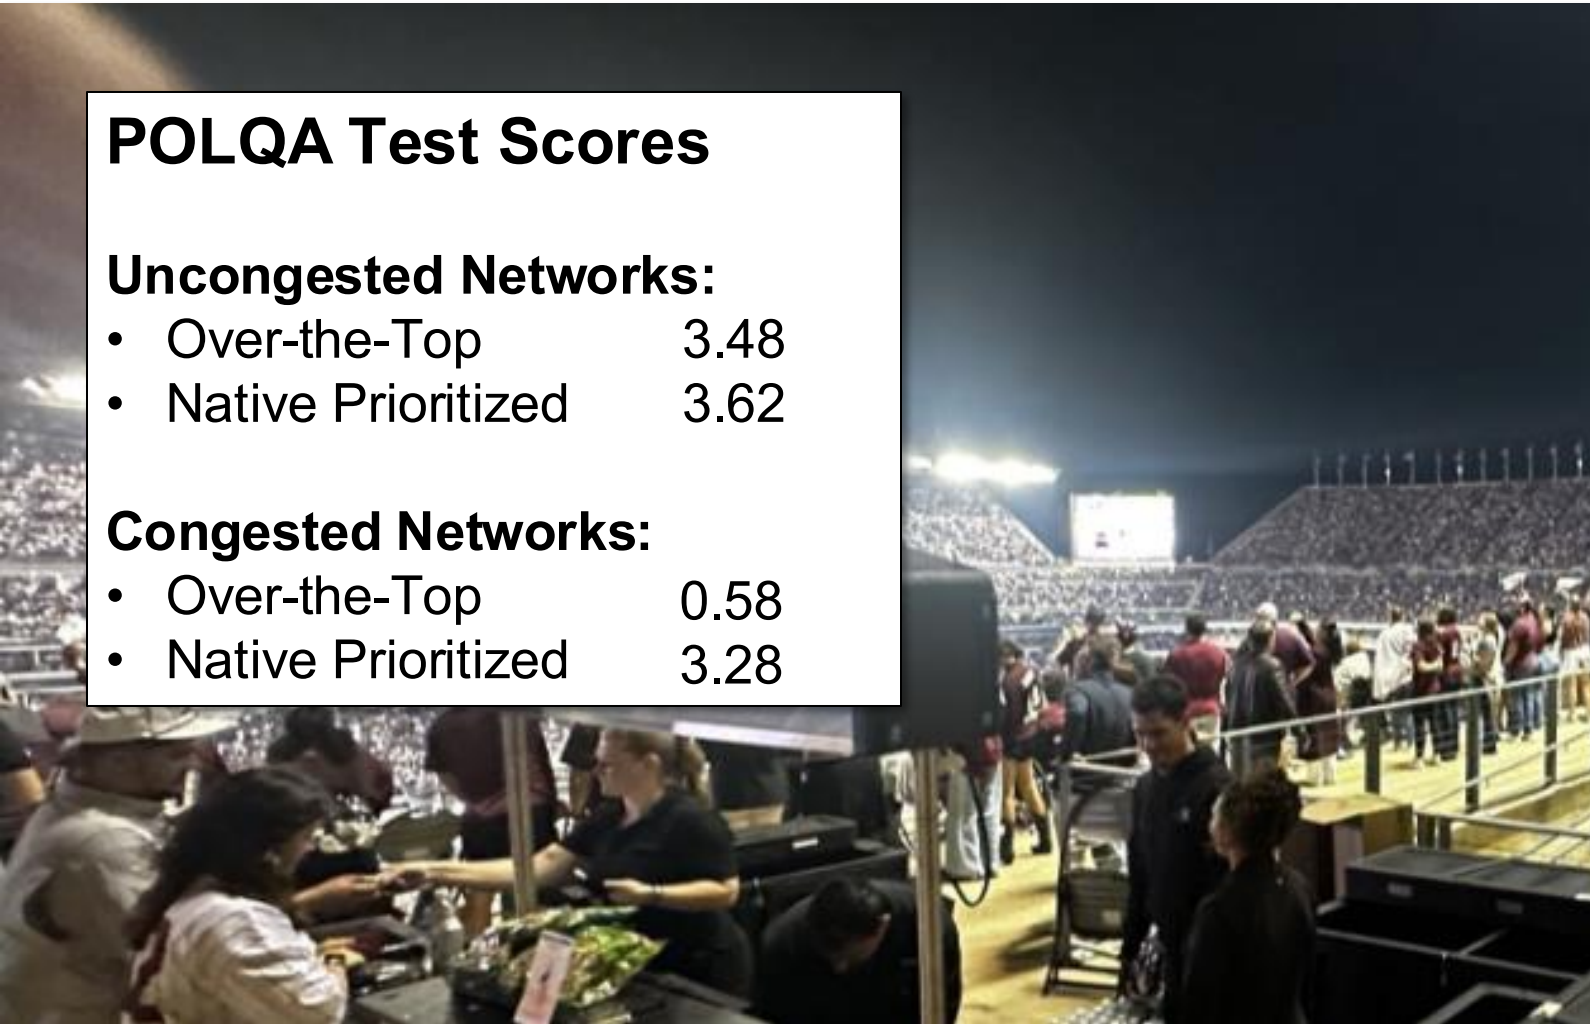 POLQA Test Scores
Uncongested Networks:
• Over-the-Top 3.48
• Native Prioritized 3.62
Congested Networks:
• Over-the-Top 0.58
• Native Prioritized 3.28